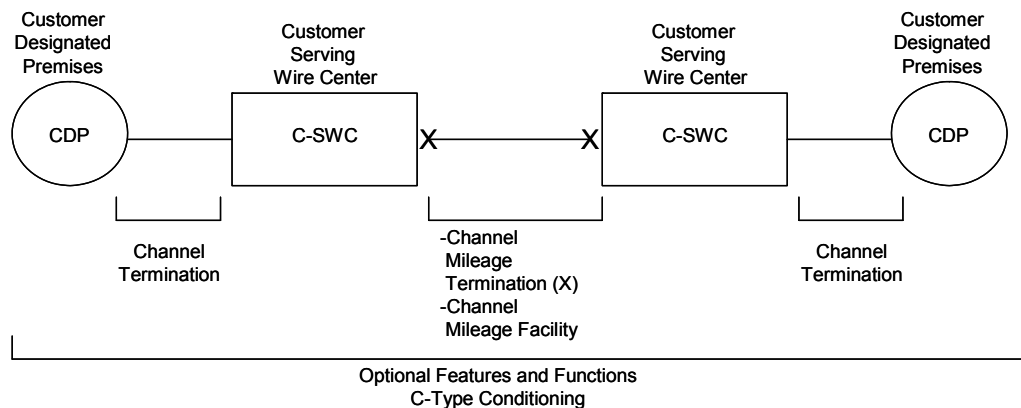 Customer
Designated
Premises
Customer
Serving
Wire Center
Customer
Serving
Wire Center
Customer
Designated
Premises
CDP
C-SWC
X
X
C-SWC
CDP
Channel
Termination
-Channel
Mileage
Termination (X)
-Channel
Mileage Facility
Channel
Termination
Optional Features and Functions
C-Type Conditioning